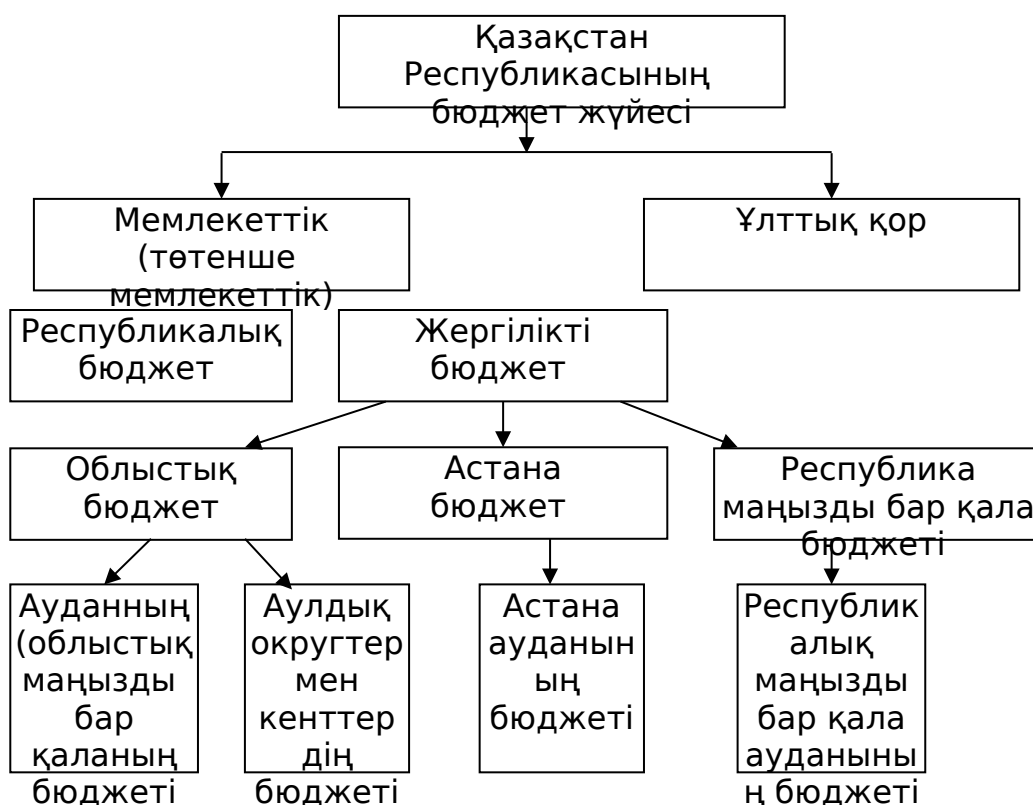 Қазақстан
Республикасының
бюджет жүйесі
Мемлекеттік
(төтенше
мемлекеттік)
Ұлттық қор
Республикалық
бюджет
Жергілікті
бюджет
Облыстық
бюджет
Астана
бюджет
Республика
маңызды бар қала
бюджеті
Ауданның
(облыстық
маңызды
бар
қаланың
бюджеті
Аулдық
округтер
мен
кенттер
дің
бюджеті
Астана
ауданын
ың
бюджеті
Республик
алық
маңызды
бар қала
ауданыны
ң бюджеті